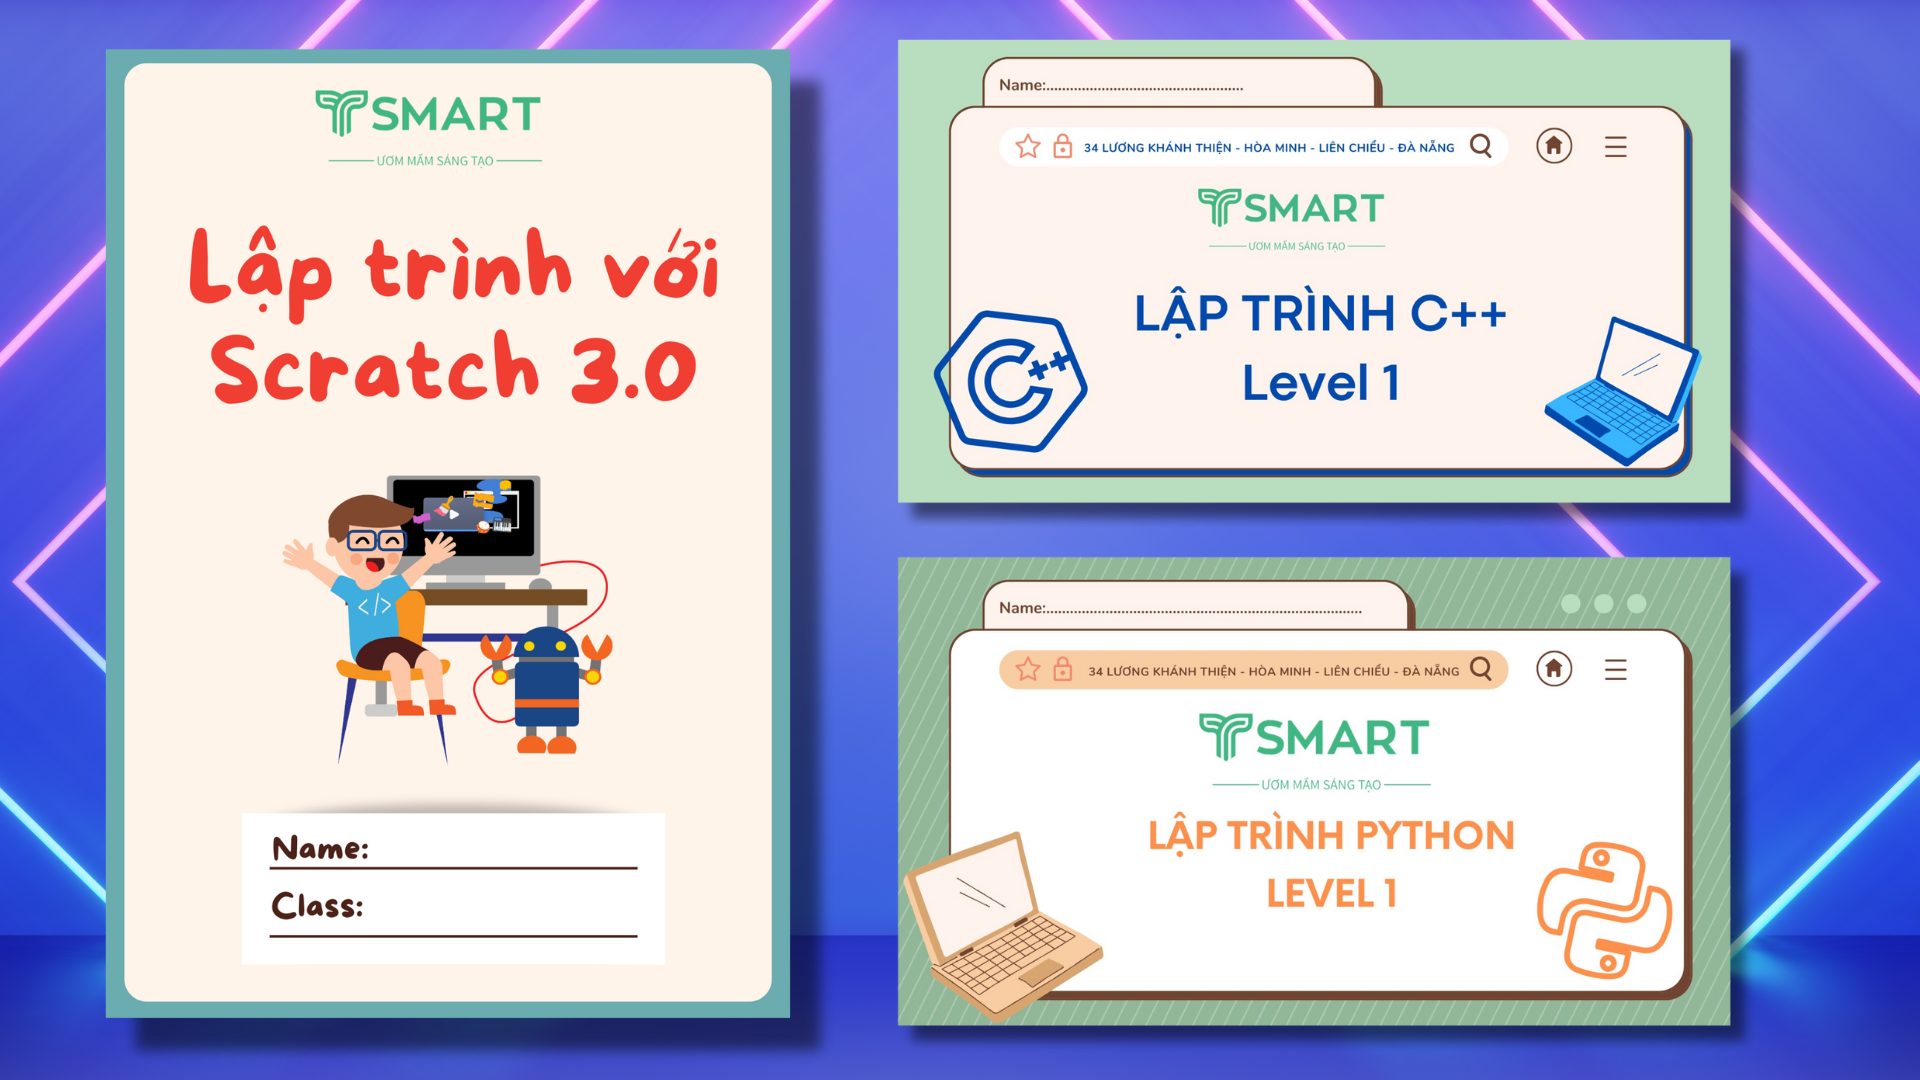 TSMART
ƯƠM MẦM SÁNG TẠO
Lập trình với
Scratch 3.0
</>
Name:
Class:
Name:
34 LƯƠNG KHÁNH THIỆN - HÒA MINH - LIÊN CHIỂU - ĐÀ NẴNG
TSMART
ƯƠM MẦM SÁNG TẠO
LẬP TRÌNH C++
Level 1
C++
Name:
34 LƯƠNG KHÁNH THIỆN - HÒA MINH - LIÊN CHIỂU - ĐÀ NẴNG
TSMART
ƯƠM MẦM SÁNG TẠO
LẬP TRÌNH PYTHON
LEVEL 1